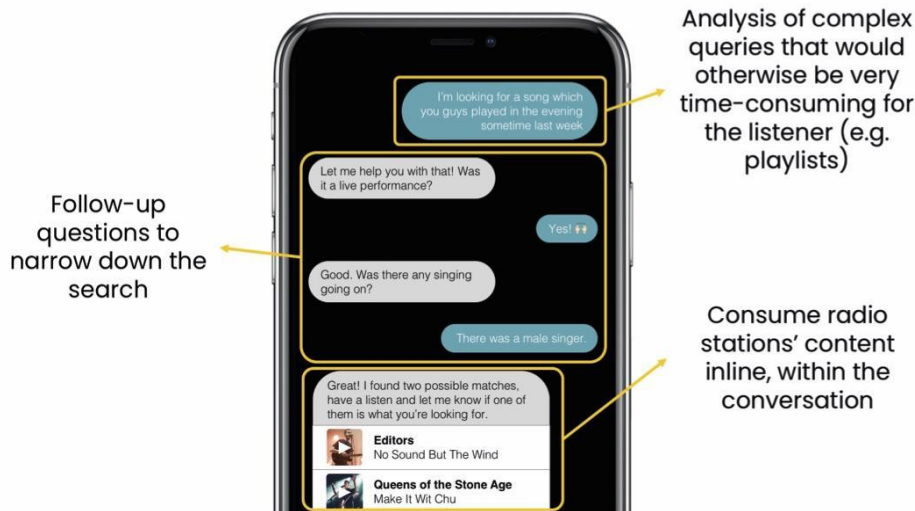 Analysis of complex
queries that would
otherwise be very
time-consuming for
the listener (e.g.
playlists)
I'm looking for a song which
you guys played in the evening
sometime last week
Let me help you with that! Was
it a live performance?
Yes! 🙌
Follow-up
questions to
narrow down the
search
Good. Was there any singing
going on?
There was a male singer.
Consume radio
stations' content
inline, within the
conversation
Great! I found two possible matches,
have a listen and let me know if one
of them is what you're looking for.
Editors
No Sound But The Wind
Queens of the Stone Age
Make It Wit Chu